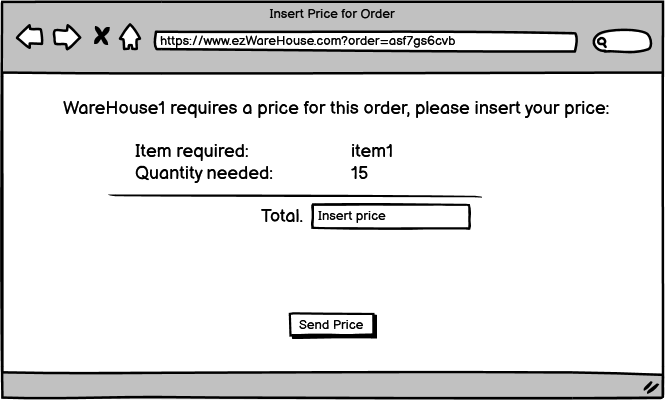 Insert Price for Order
https://www.ezWareHouse.com?order=asf7gs6cvb
WareHouse1 requires a price for this order, please insert your price:
Item required: item1
Quantity needed: 15
Total. Insert price
Send Price